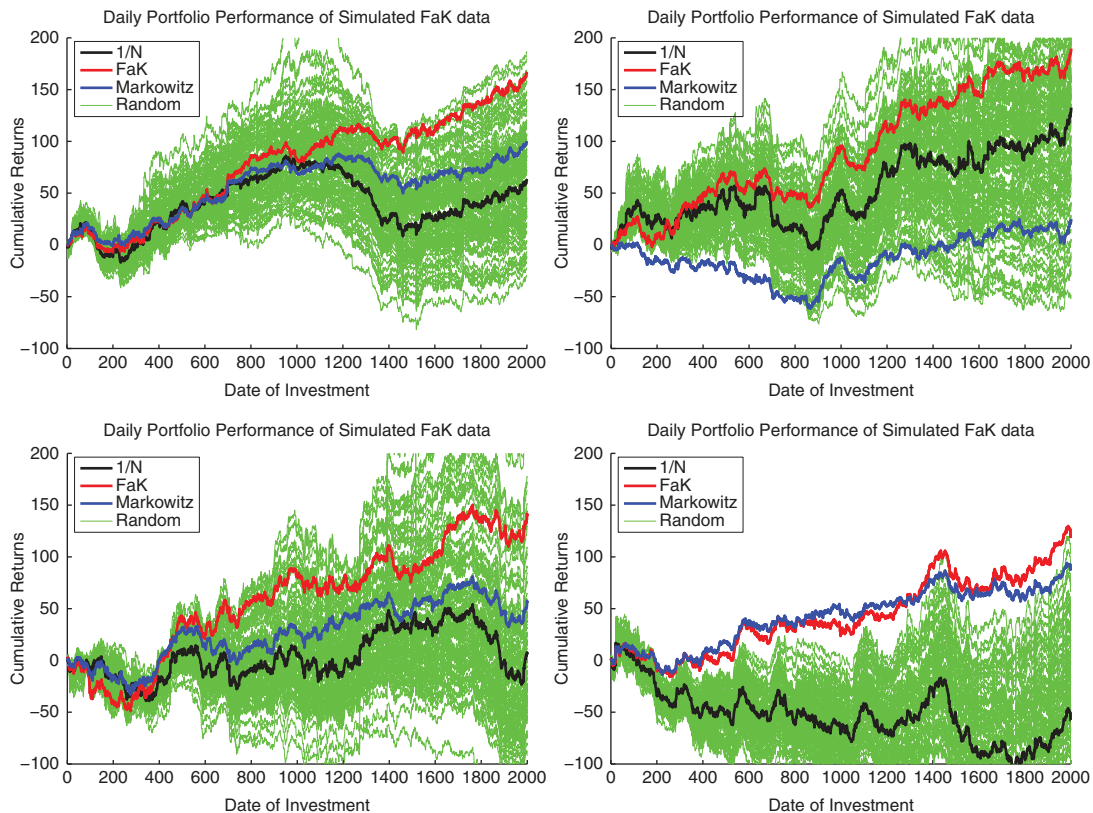 Daily Portfolio Performance of Simulated FaK data
200
150
100
50
0
−50
−100
Cumulative Returns
1/N
FaK
Markowitz
Random
0 200 400 600 800 1000 1200 1400 1600 1800 2000
Date of Investment
Daily Portfolio Performance of Simulated FaK data
200
150
100
50
0
−50
−100
Cumulative Returns
1/N
FaK
Markowitz
Random
0 200 400 600 800 1000 1200 1400 1600 1800 2000
Date of Investment
Daily Portfolio Performance of Simulated FaK data
200
150
100
50
0
−50
−100
Cumulative Returns
1/N
FaK
Markowitz
Random
0 200 400 600 800 1000 1200 1400 1600 1800 2000
Date of Investment
Daily Portfolio Performance of Simulated FaK data
200
150
100
50
0
−50
−100
Cumulative Returns
1/N
FaK
Markowitz
Random
0 200 400 600 800 1000 1200 1400 1600 1800 2000
Date of Investment